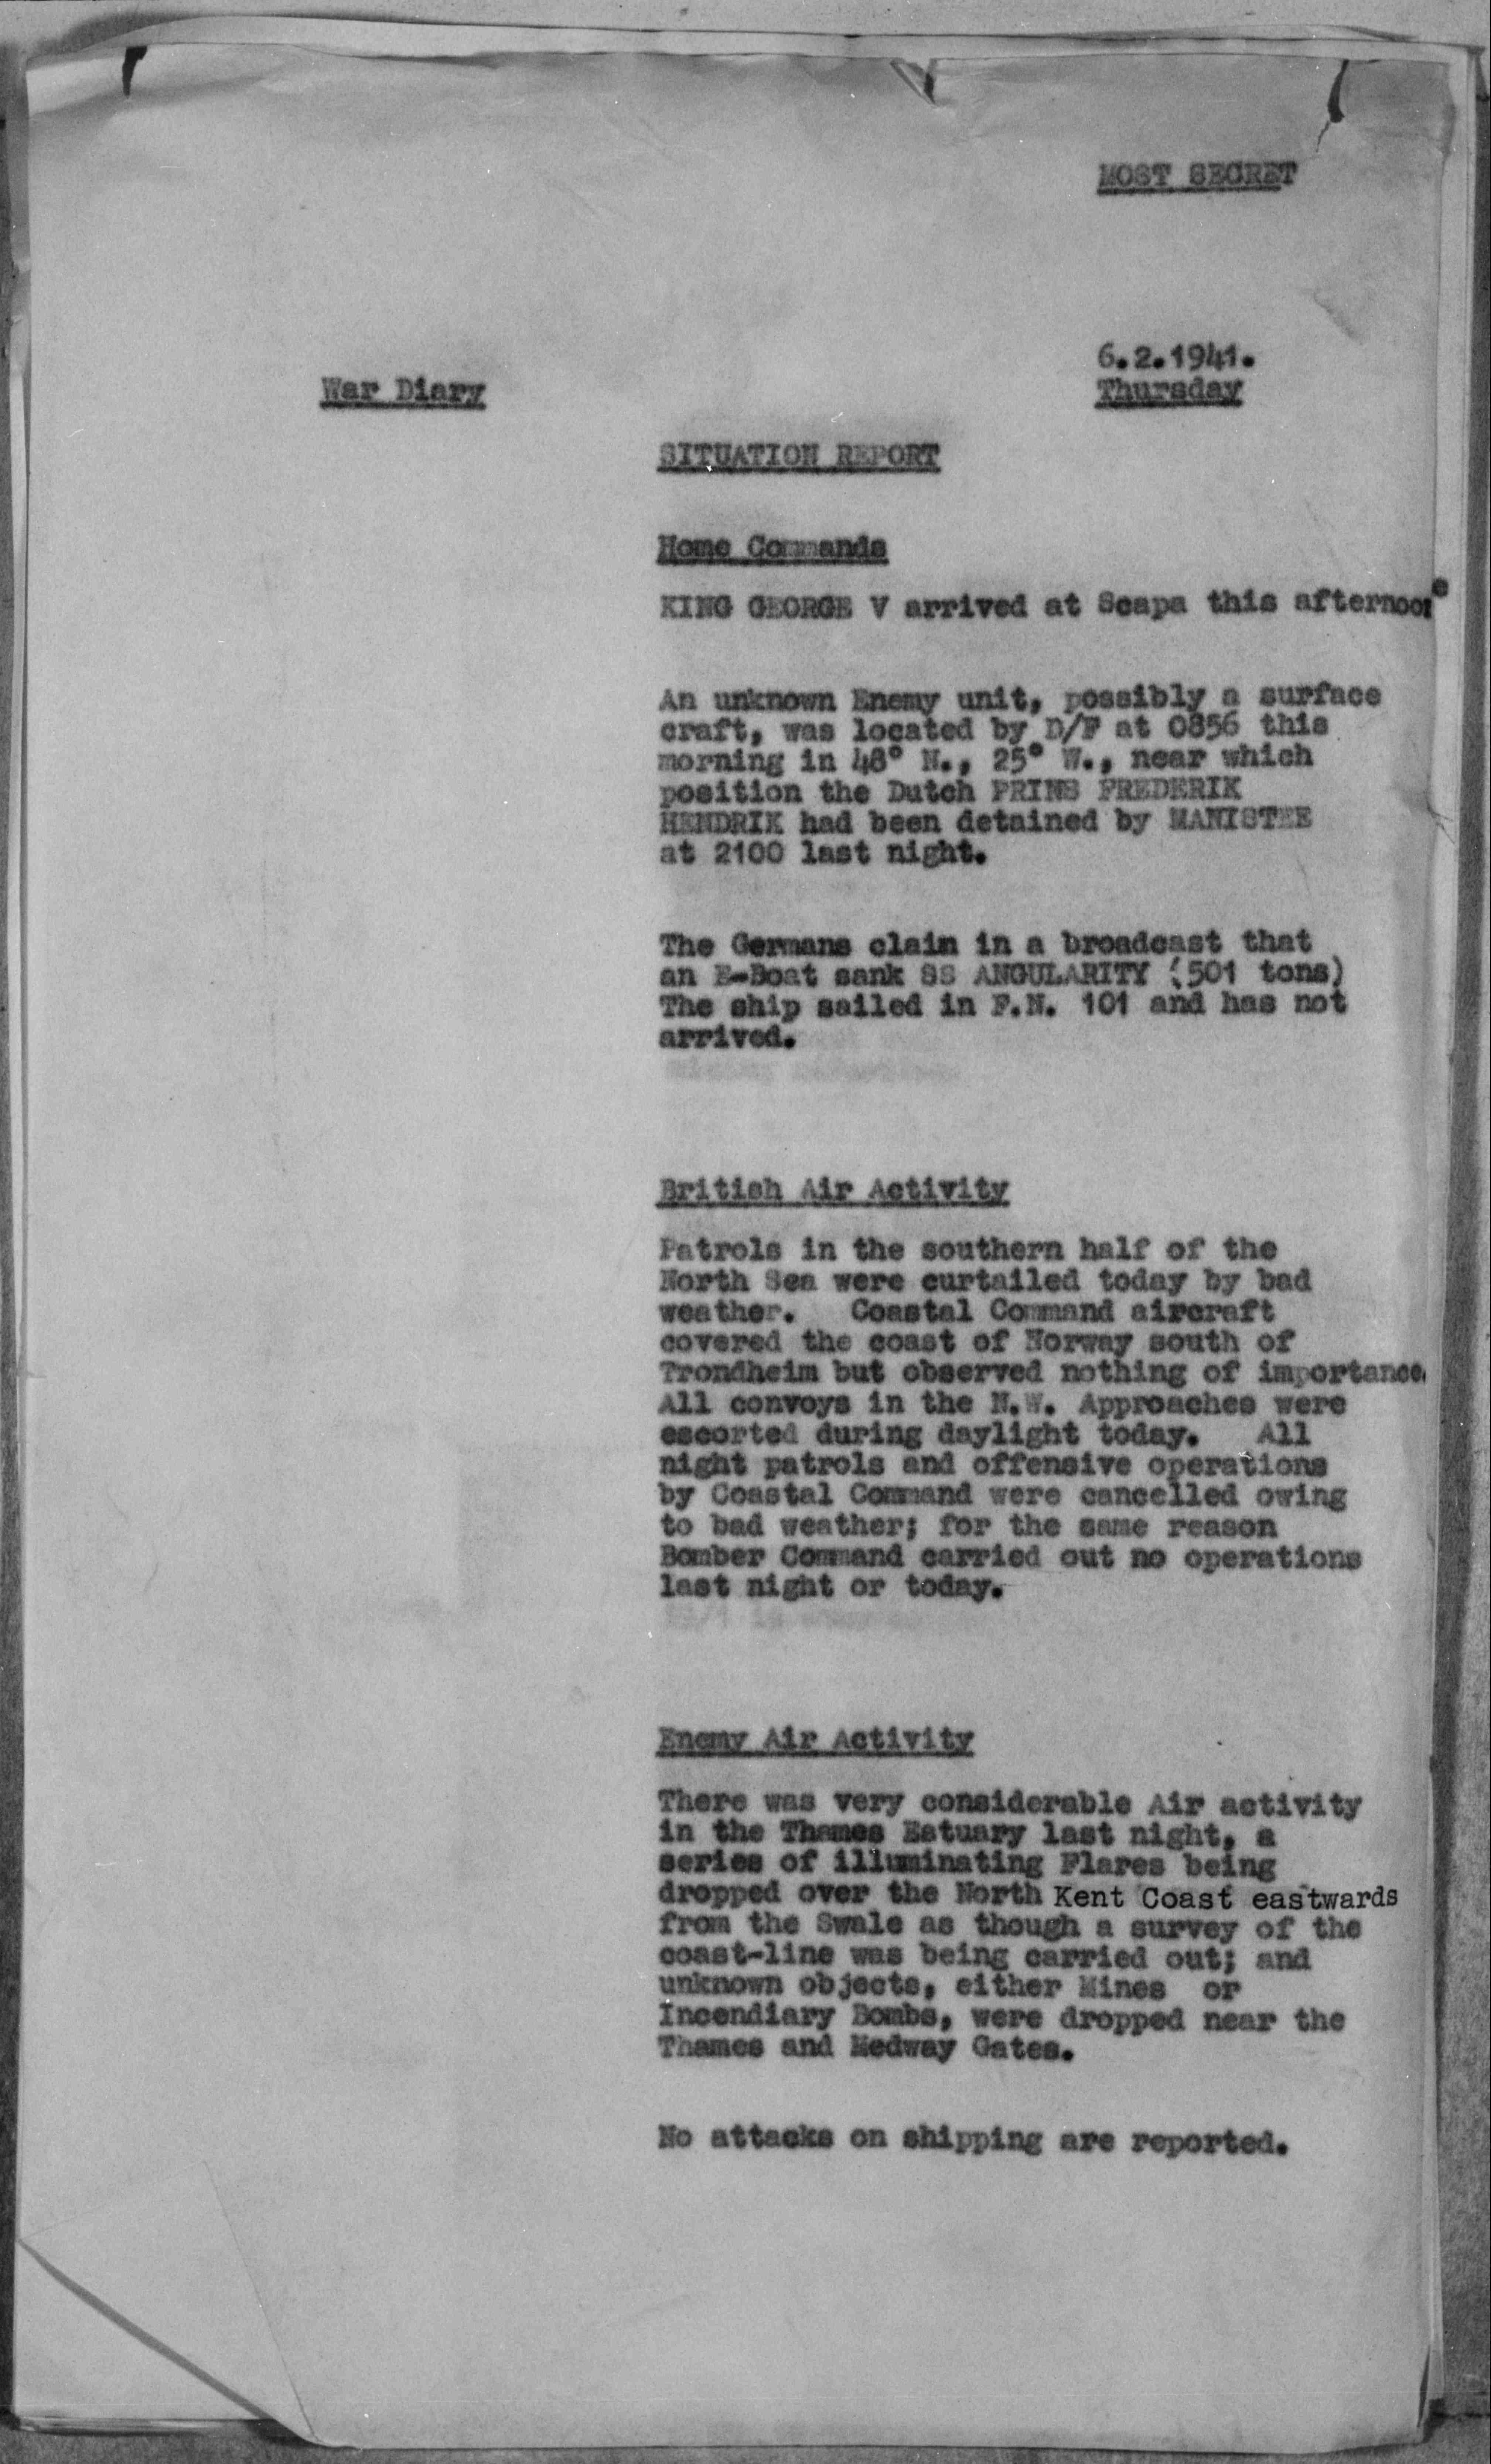 MOST SECRET
6.2.1941.
War Diary
Thursday
SITUATION REPORT
Home Commands
KING GEORGE V arrived at Scapa this afternoon
An unknown Enemy unit, possibly a surface
craft, was located by D/F at 0856 this
morning in 48° N., 25° W., near which
position the Dutch PRINS FREDERIK
HENDRIK had been detained by MANISTEE
at 2100 last night.
The Germans claim in a broadcast that
an E-Boat sank SS ANGULARITY (501 tons)
The ship sailed in F.N. 101 and has not
arrived.
British Air Activity
Patrols in the southern half of the
North Sea were curtailed today by bad
weather. Coastal Command aircraft
covered the coast of Norway south of
Trondheim but observed nothing of importance.
All convoys in the N.W. Approaches were
escorted during daylight today. All
night patrols and offensive operations
by Coastal Command were cancelled owing
to bad weather; for the same reason
Bomber Command carried out no operations
last night or today.
Enemy Air Activity
There was very considerable Air activity
in the Thames Estuary last night, a
series of illuminating Flares being
dropped over the North Kent Coast eastwards
from the Swale as though a survey of the
coast-line was being carried out; and
unknown objects, either Mines or
Incendiary Bombs, were dropped near the
Thames and Medway Gates.
No attacks on shipping are reported.